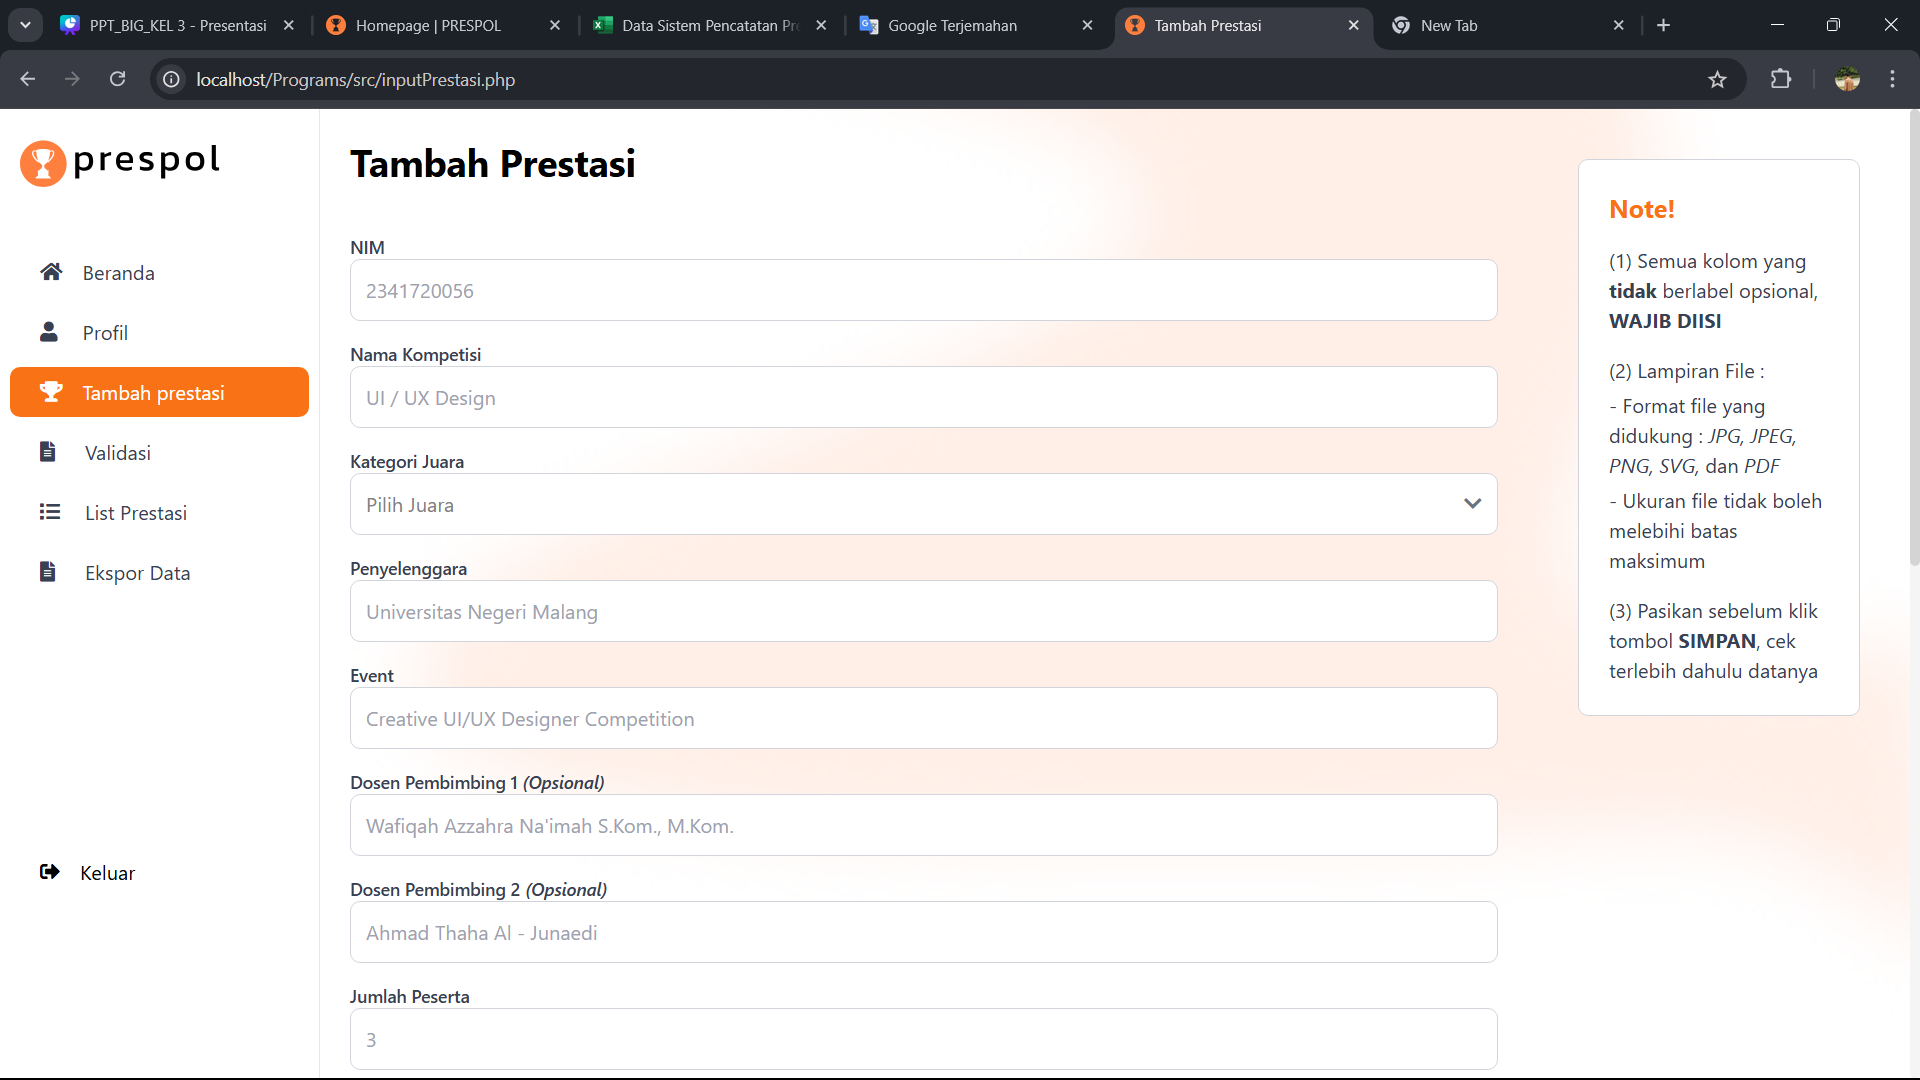 PPT_BIG_KEL 3 - Presentasi
Homepage | PRESPOL
Data Sistem Pencatatan Pre
Google Terjemahan
Tambah Prestasi
New Tab
localhost/Programs/src/inputPrestasi.php
prespol
Beranda
Profil
Tambah prestasi
Validasi
List Prestasi
Ekspor Data
Keluar
Tambah Prestasi
NIM
2341720056
Nama Kompetisi
UI / UX Design
Kategori Juara
Pilih Juara
Penyelenggara
Universitas Negeri Malang
Event
Creative UI/UX Designer Competition
Dosen Pembimbing 1 (Opsional)
Wafiqah Azzahra Na'imah S.Kom., M.Kom.
Dosen Pembimbing 2 (Opsional)
Ahmad Thaha Al - Junaedi
Jumlah Peserta
3
Note!
(1) Semua kolom yang
tidak berlabel opsional,
WAJIB DIISI
(2) Lampiran File :
- Format file yang
didukung : JPG, JPEG,
PNG, SVG, dan PDF
- Ukuran file tidak boleh
melebihi batas
maksimum
(3) Pasikan sebelum klik
tombol SIMPAN, cek
terlebih dahulu datanya